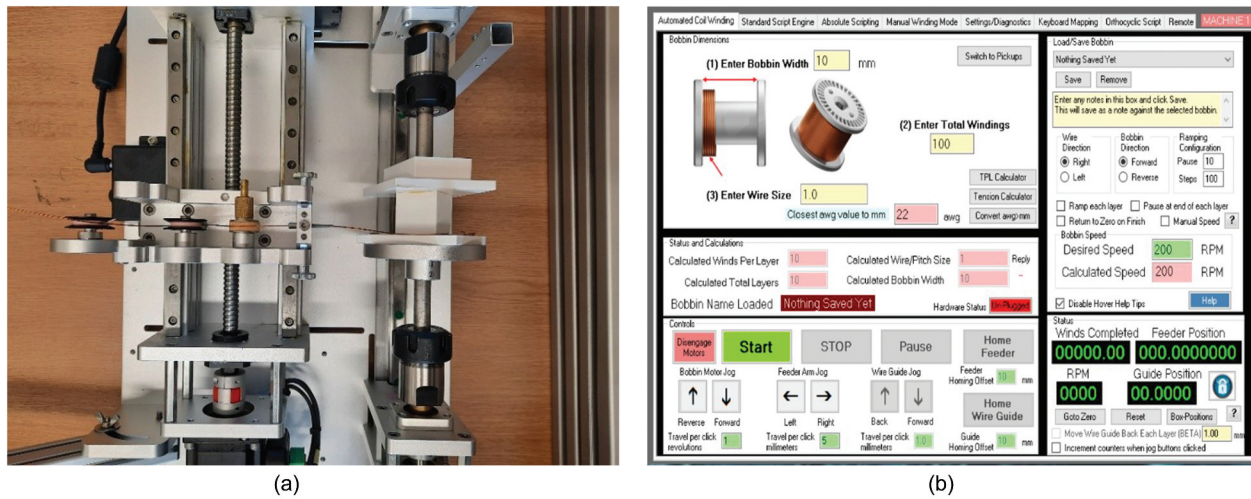 Automated Coil Winding Standard Script Engine Absolute Scripting Manual Winding Mode Settings/Diagnostics Keyboard Mapping Orthocyclic Script Remote MACHINE 1
Bobbin Dimensions
(1) Enter Bobbin Width 10 mm
Switch to Pickups
(2) Enter Total Windings
100
(3) Enter Wire Size 1.0
Closest awg value to mm 22 awg
TPL Calculator
Tension Calculator
Convert awg>mm
Load/Save Bobbin
Nothing Saved Yet
Save Remove
Enter any notes in this box and click Save.
This will save as a note against the selected bobbin.
Wire Direction
Right
Left
Bobbin Direction
Forward
Reverse
Ramping Configuration
Pause 10
Steps 100
Ramp each layer Pause at end of each layer
Return to Zero on Finish Manual Speed ?
Bobbin Speed
Desired Speed 200 RPM
Calculated Speed 200 RPM
Disable Hover Help Tips Help
Status and Calculations
Calculated Winds Per Layer 10 Calculated Wire/Pitch Size 1 Reply
Calculated Total Layers 10 Calculated Bobbin Width 10 -
Bobbin Name Loaded Nothing Saved Yet Hardware Status Un-Plugged
Controls
Disengage Motors Start STOP Pause Home Feeder
Bobbin Motor Jog Feeder Arm Jog Wire Guide Jog
Feeder Homing Offset 10 mm
Reverse Forward Left Right Back Forward
Home Wire Guide
Travel per click revolutions 1
Travel per click millimeters 5
Travel per click millimeters 1.0
Guide Homing Offset 10 mm
Status
Winds Completed Feeder Position
00000.00 000.0000000
RPM Guide Position
0000 00.0000
Goto Zero Reset Box-Positions ?
Move Wire Guide Back Each Layer (BETA) 1.00 mm
Increment counters when jog buttons clicked
(a) (b)